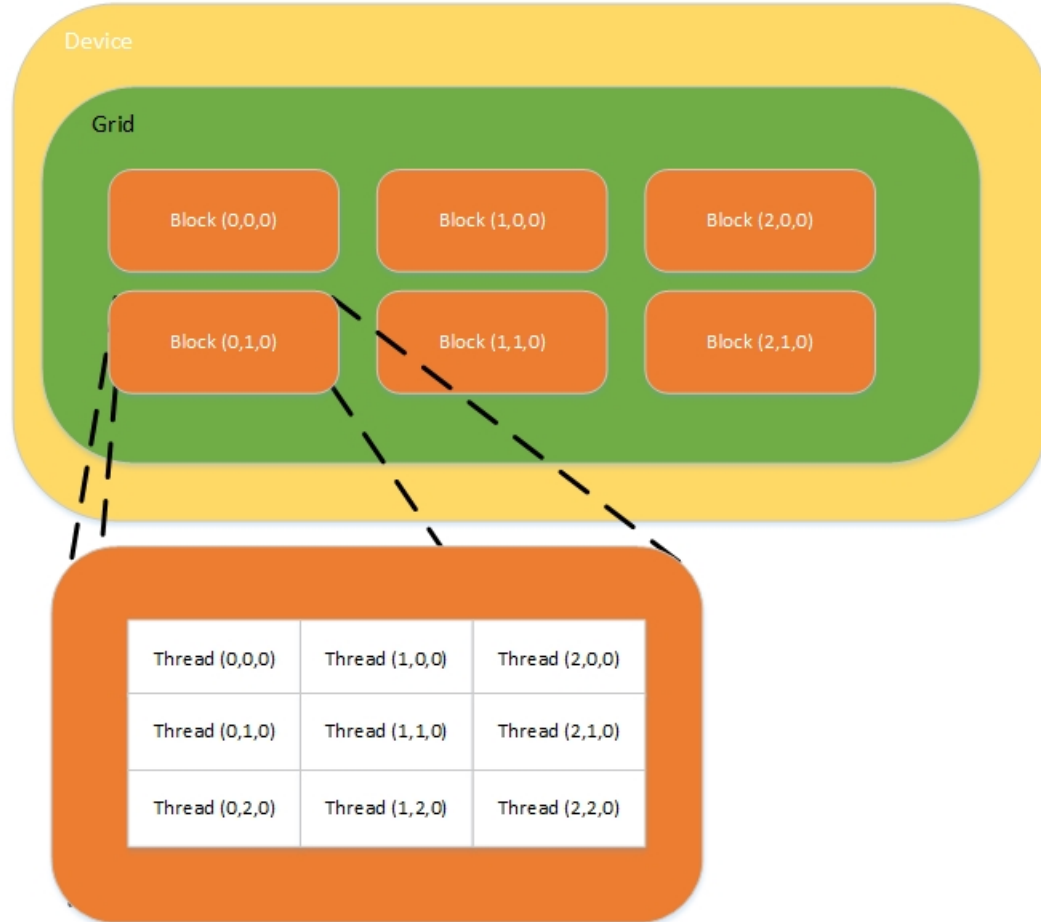 Device
Grid
Block (0,0,0) Block (1,0,0) Block (2,0,0)
Block (0,1,0) Block (1,1,0) Block (2,1,0)
Thread (0,0,0) Thread (1,0,0) Thread (2,0,0)
Thread (0,1,0) Thread (1,1,0) Thread (2,1,0)
Thread (0,2,0) Thread (1,2,0) Thread (2,2,0)